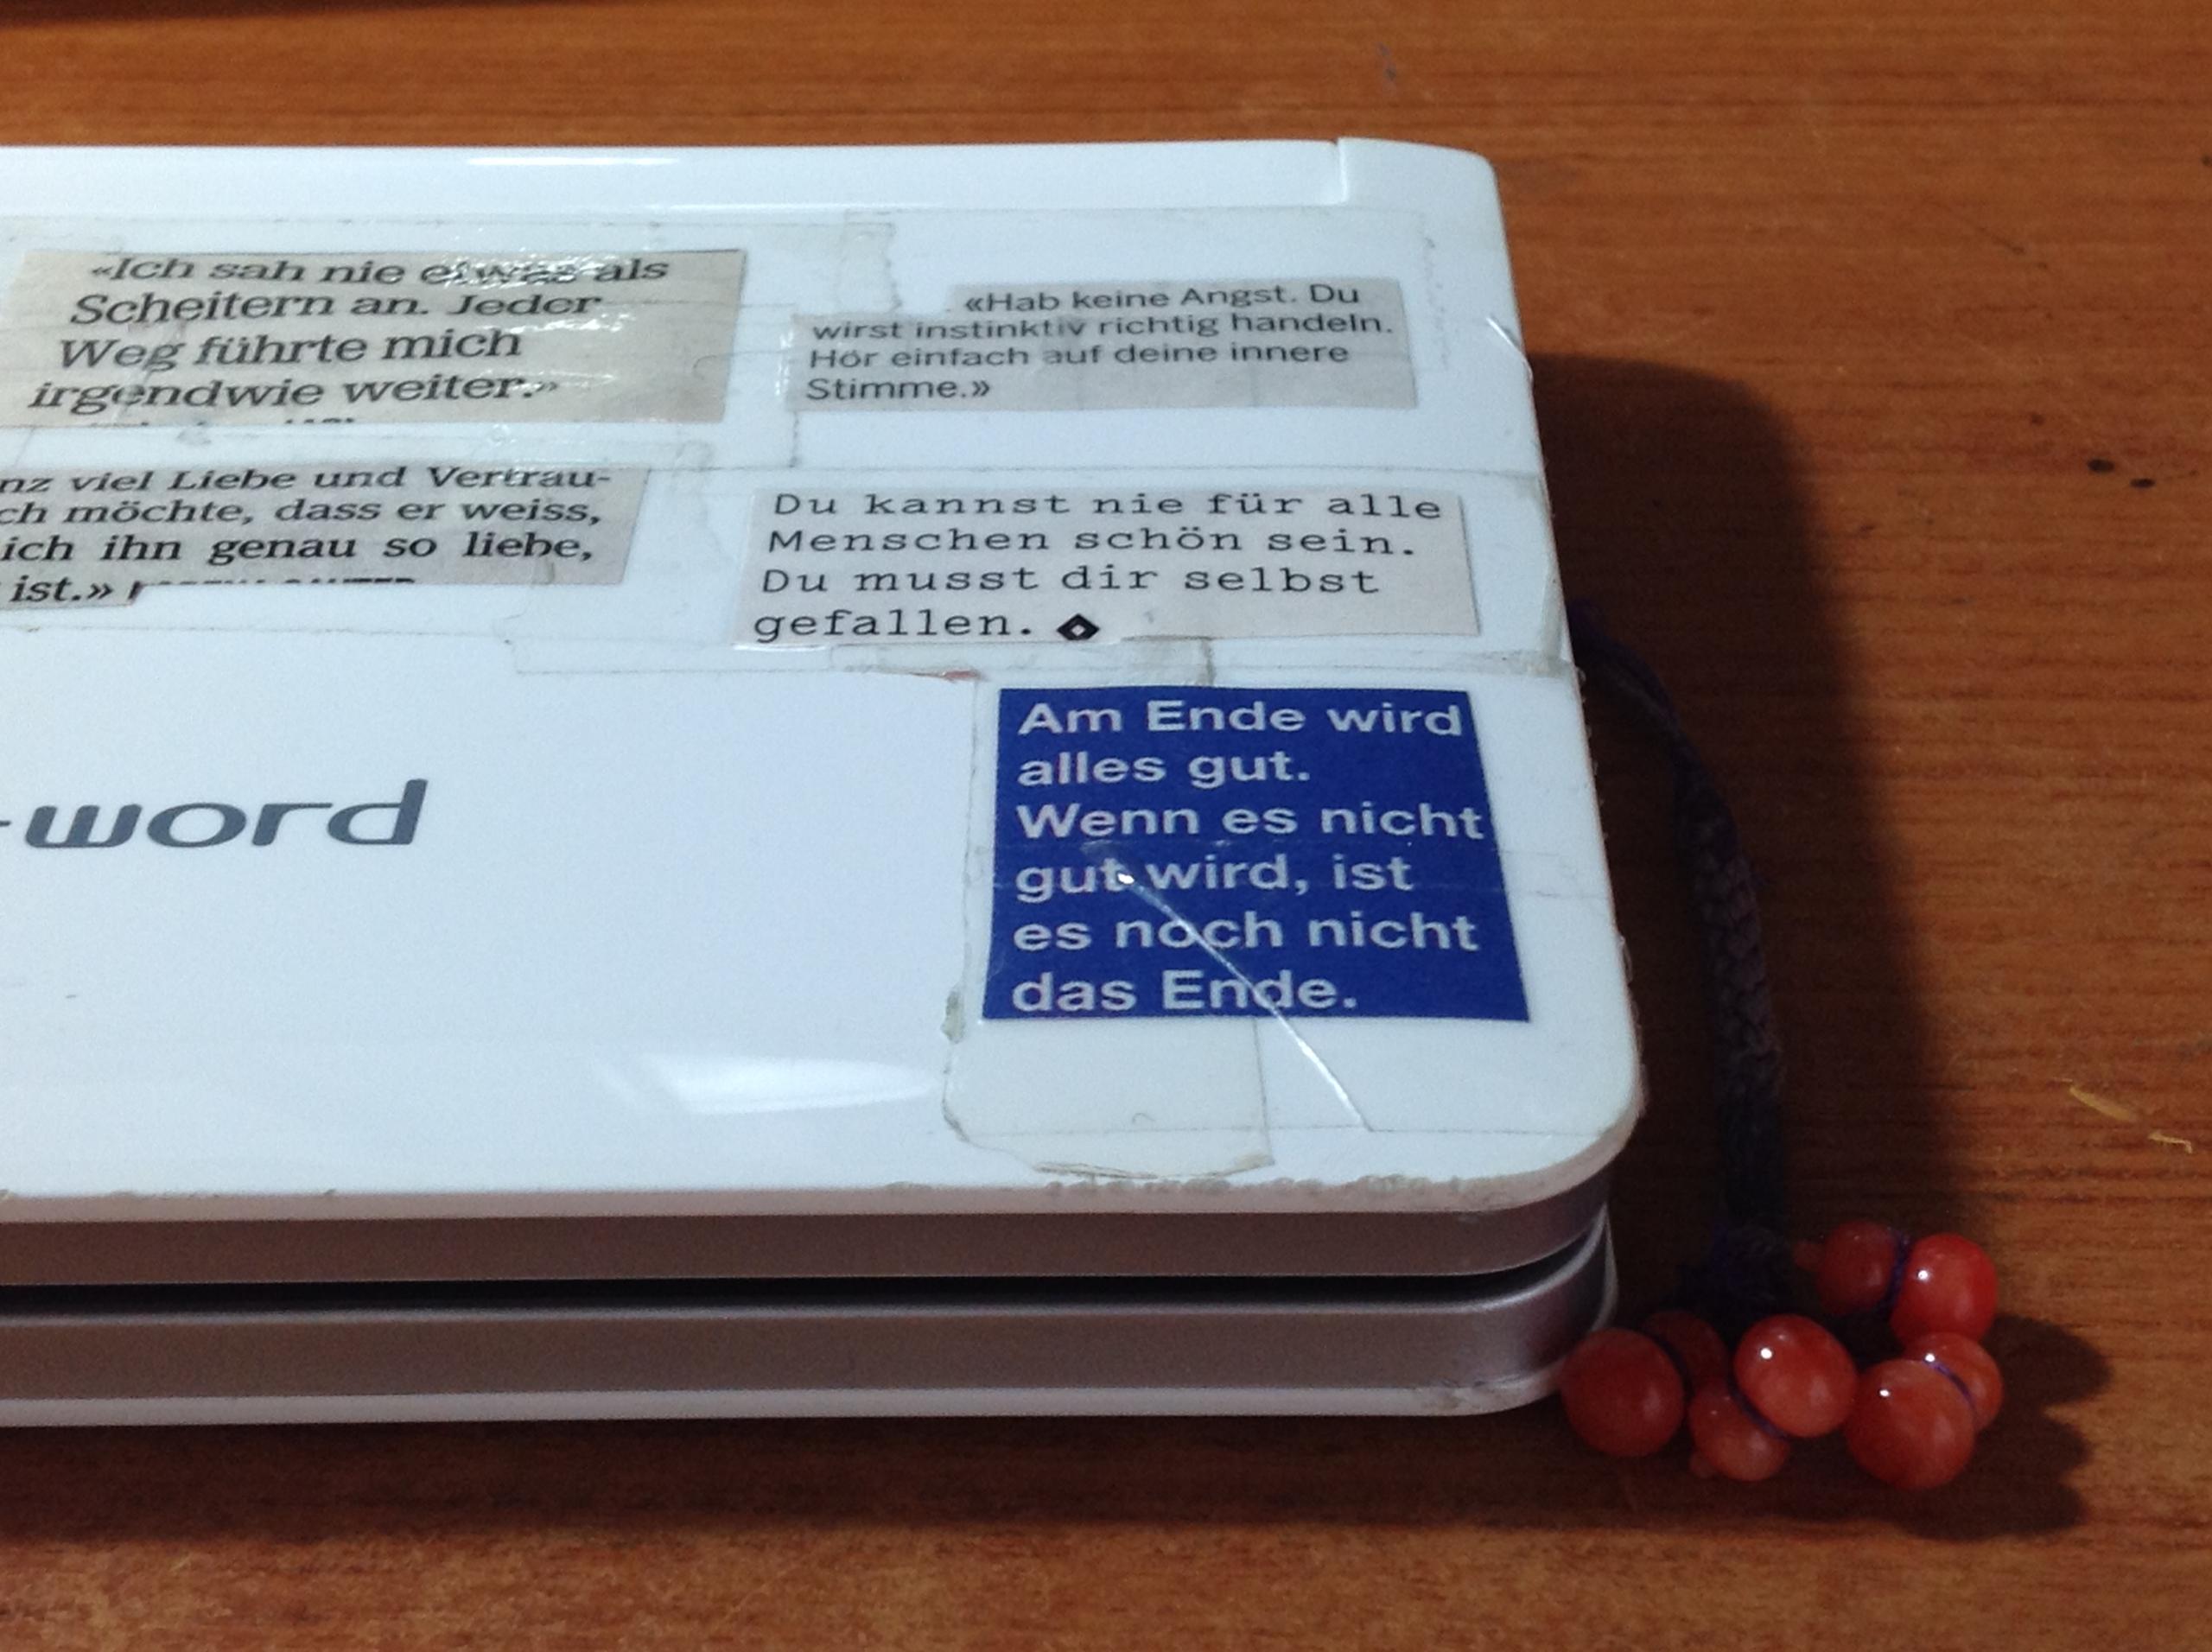 «Ich sah nie etwas als
Scheitern an. Jeder
Weg führte mich
irgendwie weiter.»
«Hab keine Angst. Du
wirst instinktiv richtig handeln.
Hör einfach auf deine innere
Stimme.»
nz viel Liebe und Vertrau-
ch möchte, dass er weiss,
ich ihn genau so liebe,
ist.»
Du kannst nie für alle
Menschen schön sein.
Du musst dir selbst
gefallen.
-word
Am Ende wird
alles gut.
Wenn es nicht
gut wird, ist
es noch nicht
das Ende.